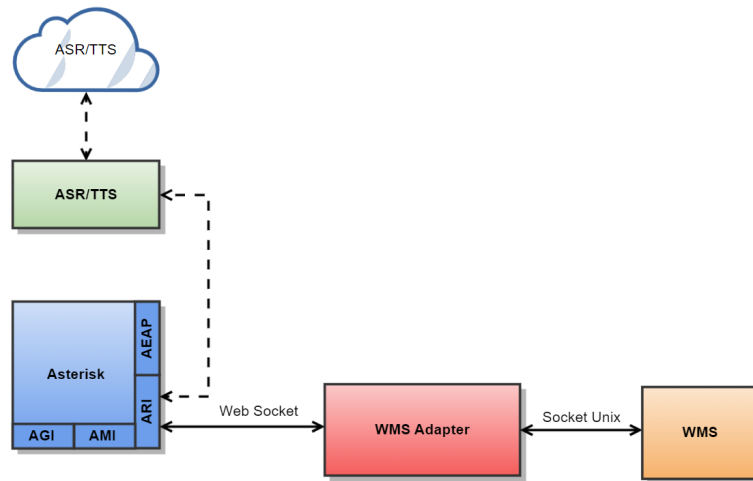 ASR/TTS
ASR/TTS
AEAP
Asterisk
ARI
AGI
AMI
Web Socket
WMS Adapter
Socket Unix
WMS